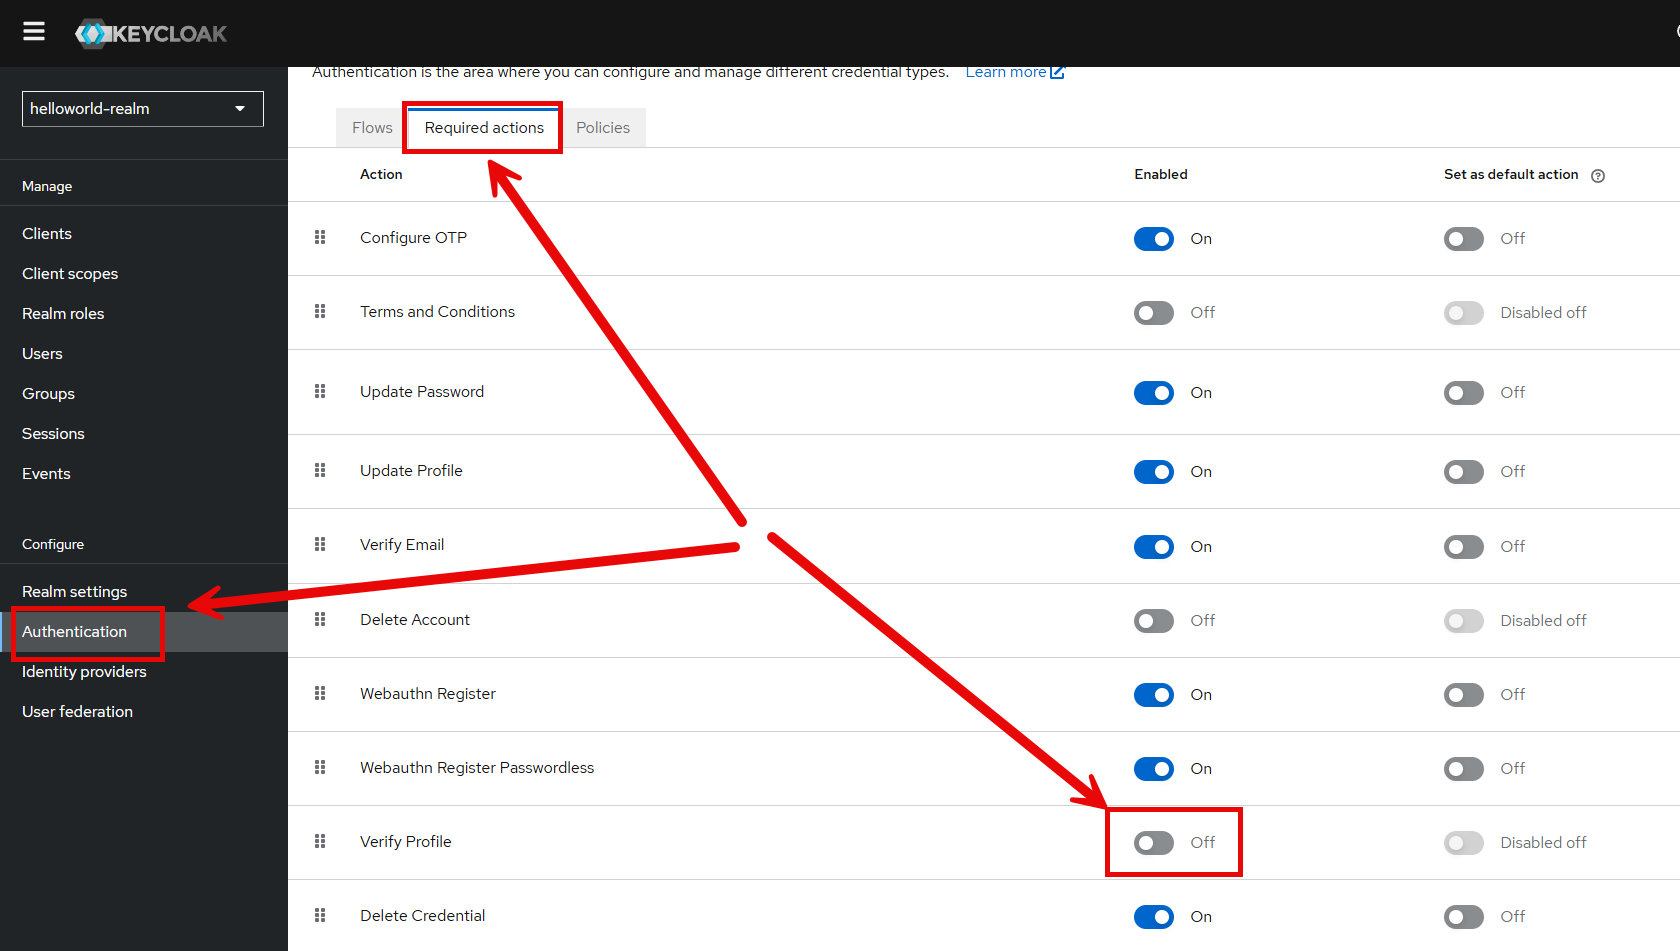 KEYCLOAK
helloworld-realm
Manage
Clients
Client scopes
Realm roles
Users
Groups
Sessions
Events
Configure
Realm settings
Authentication
Identity providers
User federation
Authentication is the area where you can configure and manage different credential types. Learn more
Flows Required actions Policies
Action Enabled Set as default action
Configure OTP On Off
Terms and Conditions Off Disabled off
Update Password On Off
Update Profile On Off
Verify Email On Off
Delete Account Off Disabled off
Webauthn Register On Off
Webauthn Register Passwordless On Off
Verify Profile Off Disabled off
Delete Credential On Off